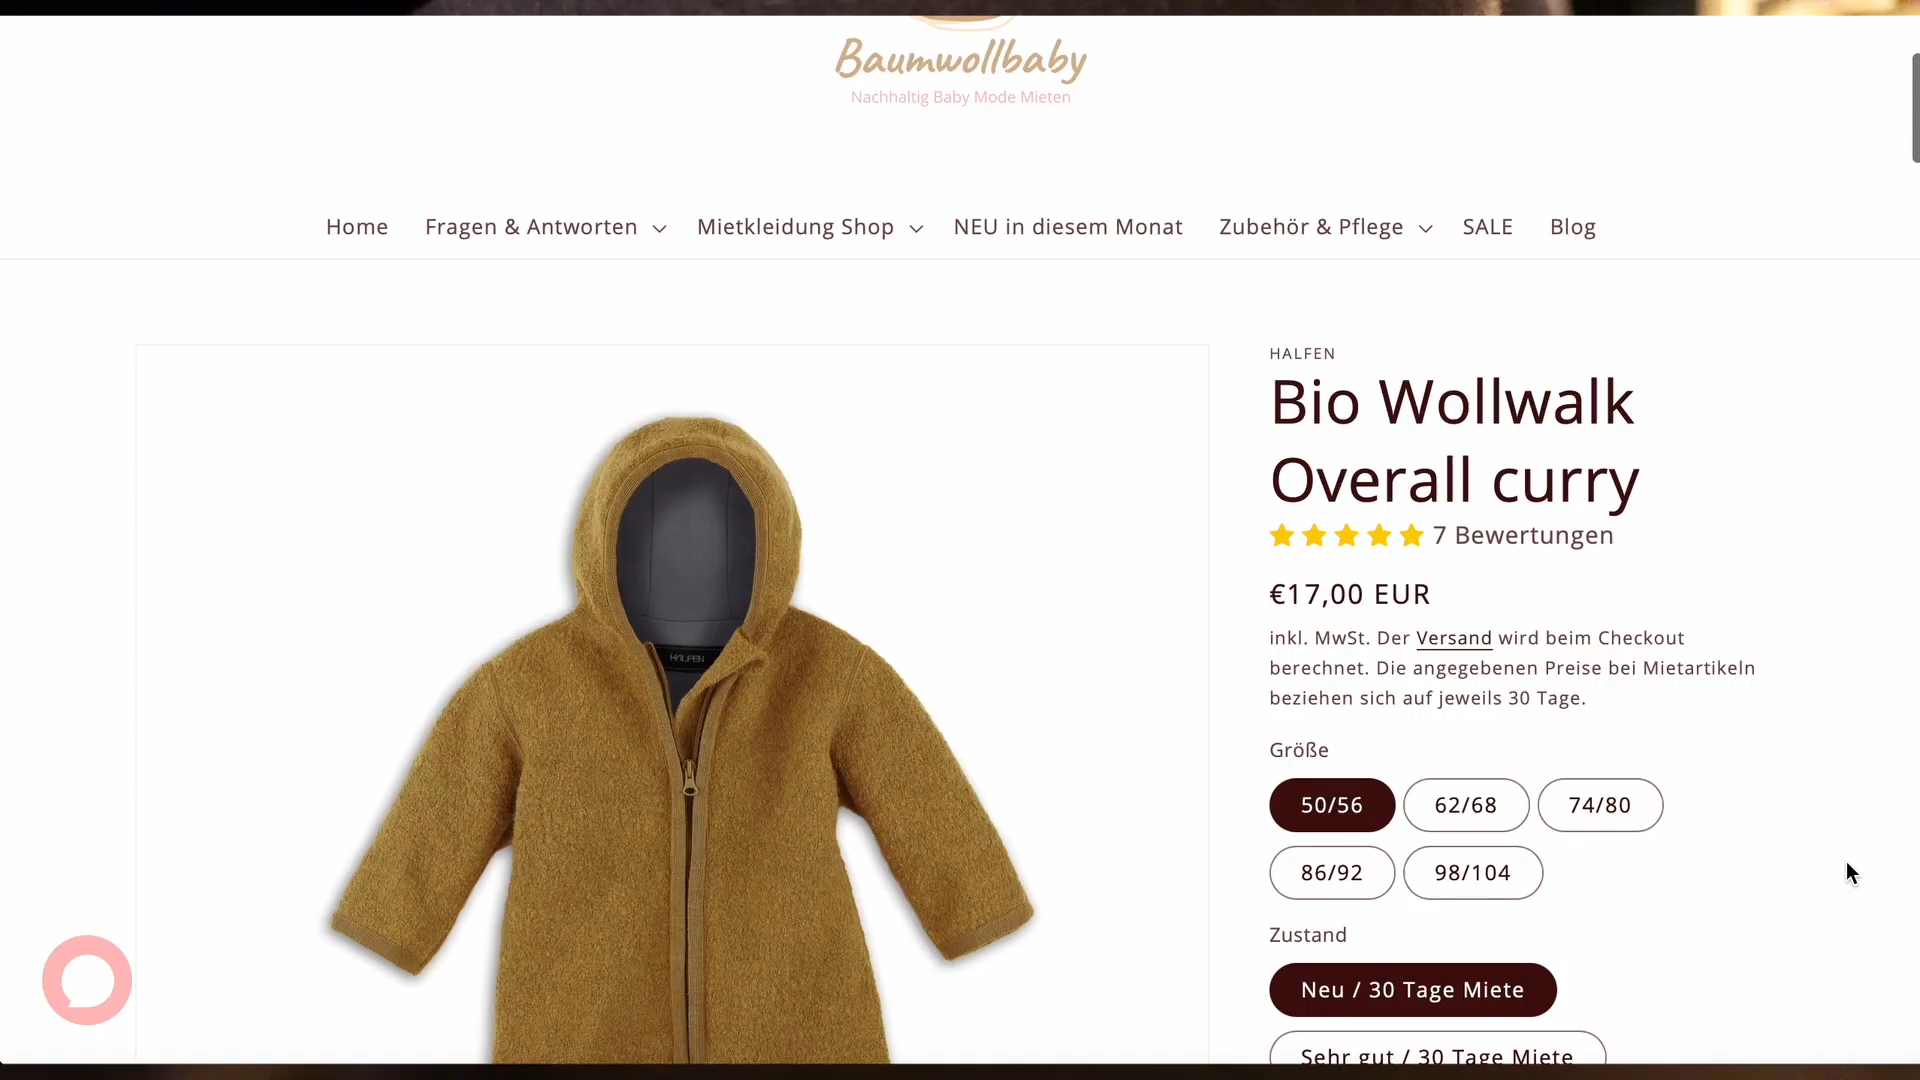 Baumwollbaby
Nachhaltig Baby Mode Mieten
Home Fragen & Antworten Mietkleidung Shop NEU in diesem Monat Zubehör & Pflege SALE Blog
HALFEN
Bio Wollwalk
Overall curry
7 Bewertungen
€17,00 EUR
inkl. MwSt. Der Versand wird beim Checkout
berechnet. Die angegebenen Preise bei Mietartikeln
beziehen sich auf jeweils 30 Tage.
HALFEN
Größe
50/56 62/68 74/80
86/92 98/104
Zustand
Neu / 30 Tage Miete
Sehr gut / 30 Tage Miete